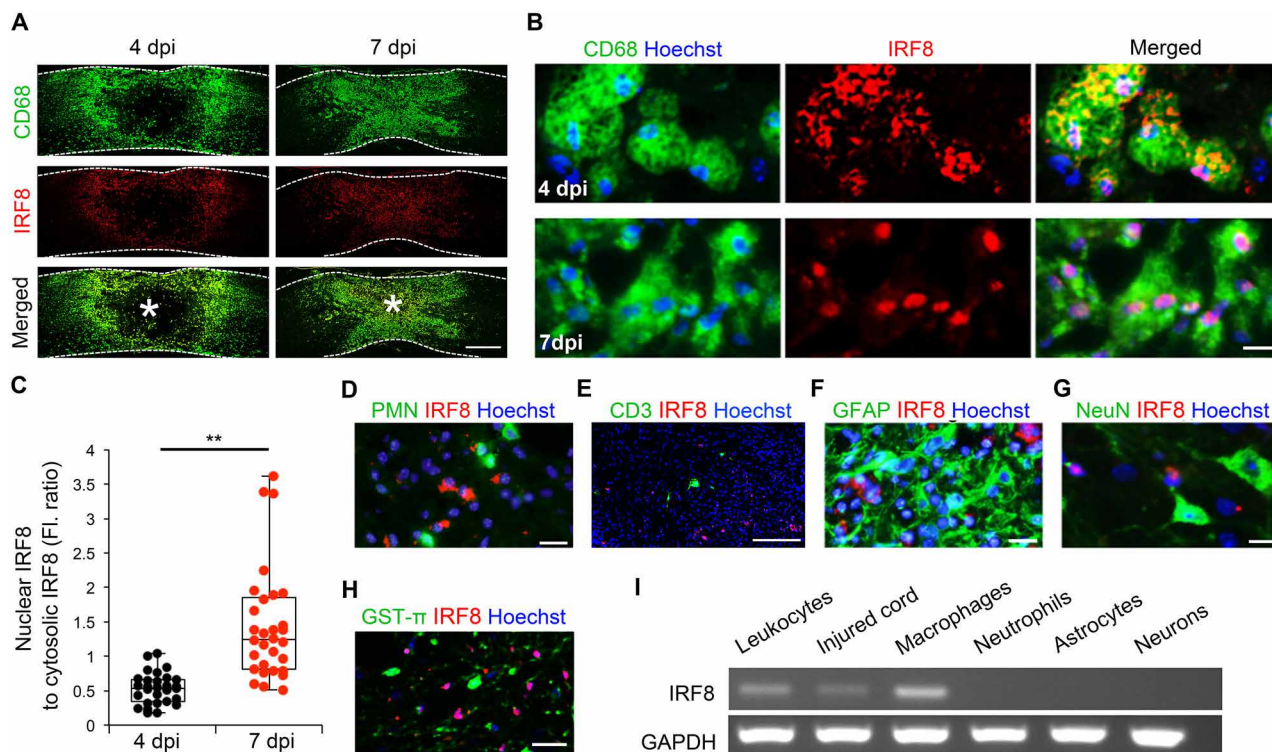 A
4 dpi
7 dpi
CD68
IRF8
Merged
*
*
B
CD68 Hoechst
IRF8
Merged
4 dpi
7dpi
C
**
Nuclear IRF8
to cytosolic IRF8 (Fl. ratio)
4
3.5
3
2.5
2
1.5
1
0.5
0
4 dpi
7 dpi
D
PMN IRF8 Hoechst
E
CD3 IRF8 Hoechst
F
GFAP IRF8 Hoechst
G
NeuN IRF8 Hoechst
H
GST-π IRF8 Hoechst
I
Leukocytes
Injured cord
Macrophages
Neutrophils
Astrocytes
Neurons
IRF8
GAPDH